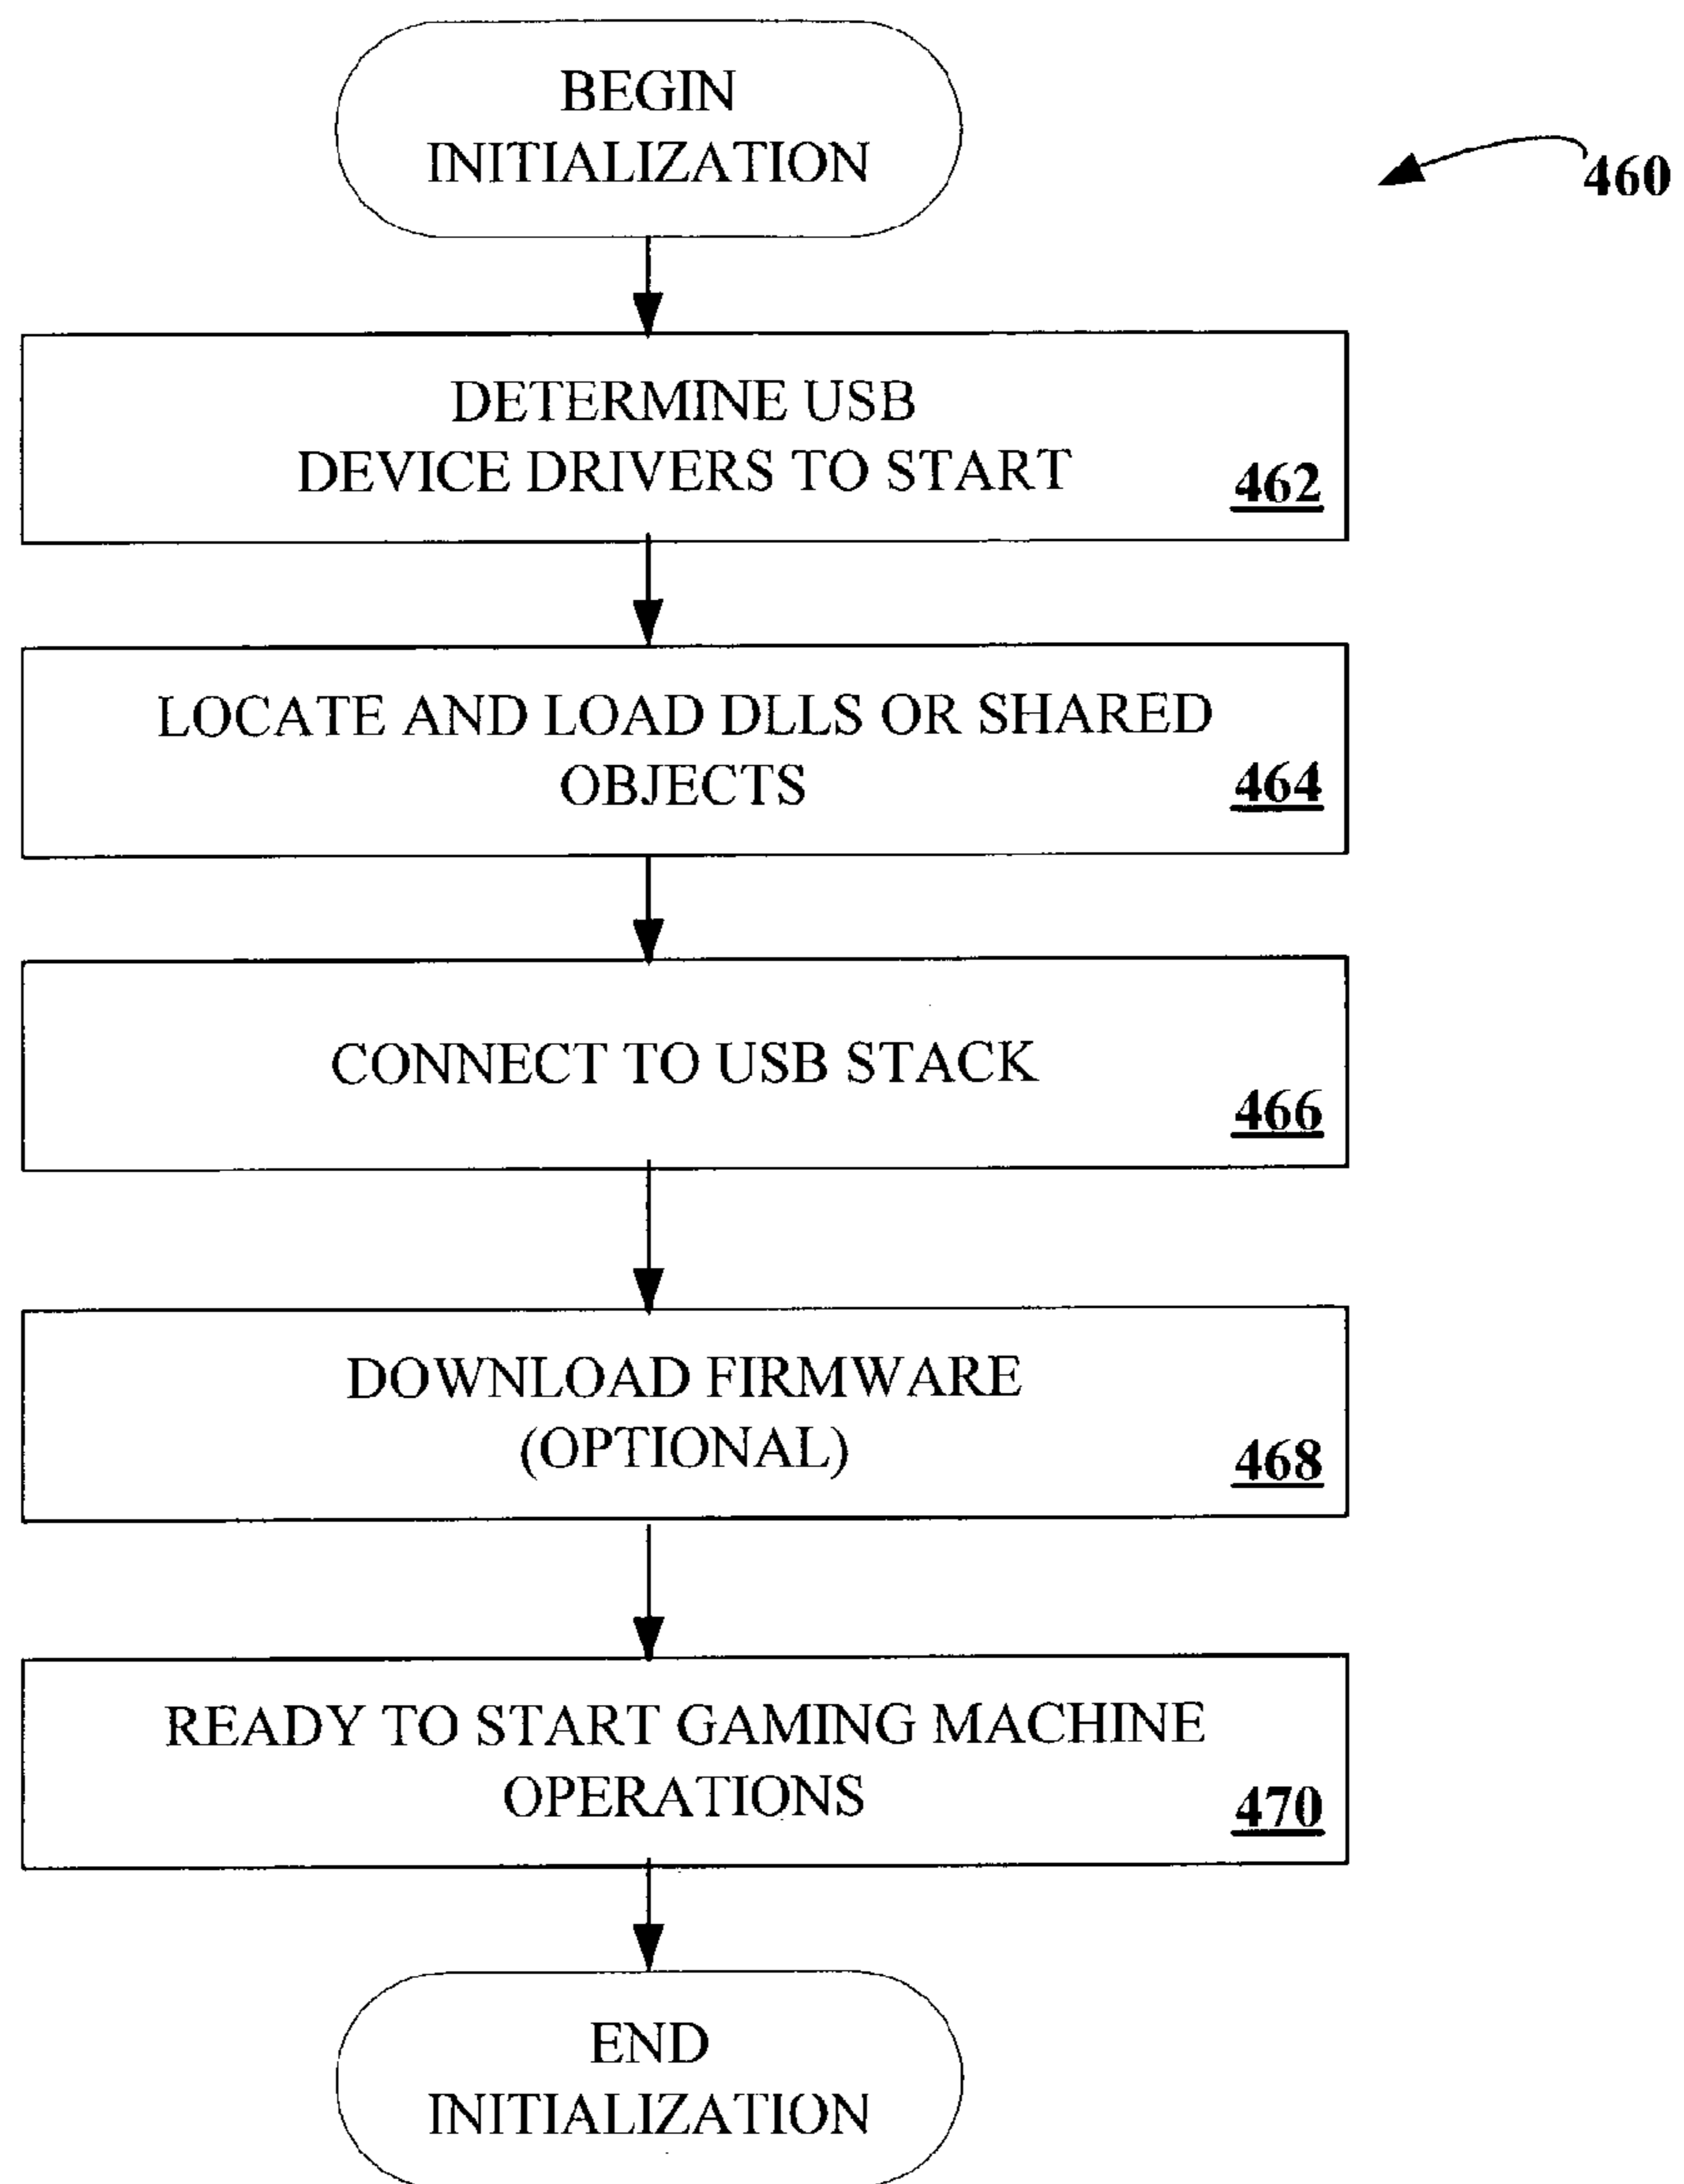 BEGIN
INITIALIZATION
460
DETERMINE USB
DEVICE DRIVERS TO START
462
LOCATE AND LOAD DLLS OR SHARED
OBJECTS
464
CONNECT TO USB STACK
466
DOWNLOAD FIRMWARE
(OPTIONAL)
468
READY TO START GAMING MACHINE
OPERATIONS
470
END
INITIALIZATION